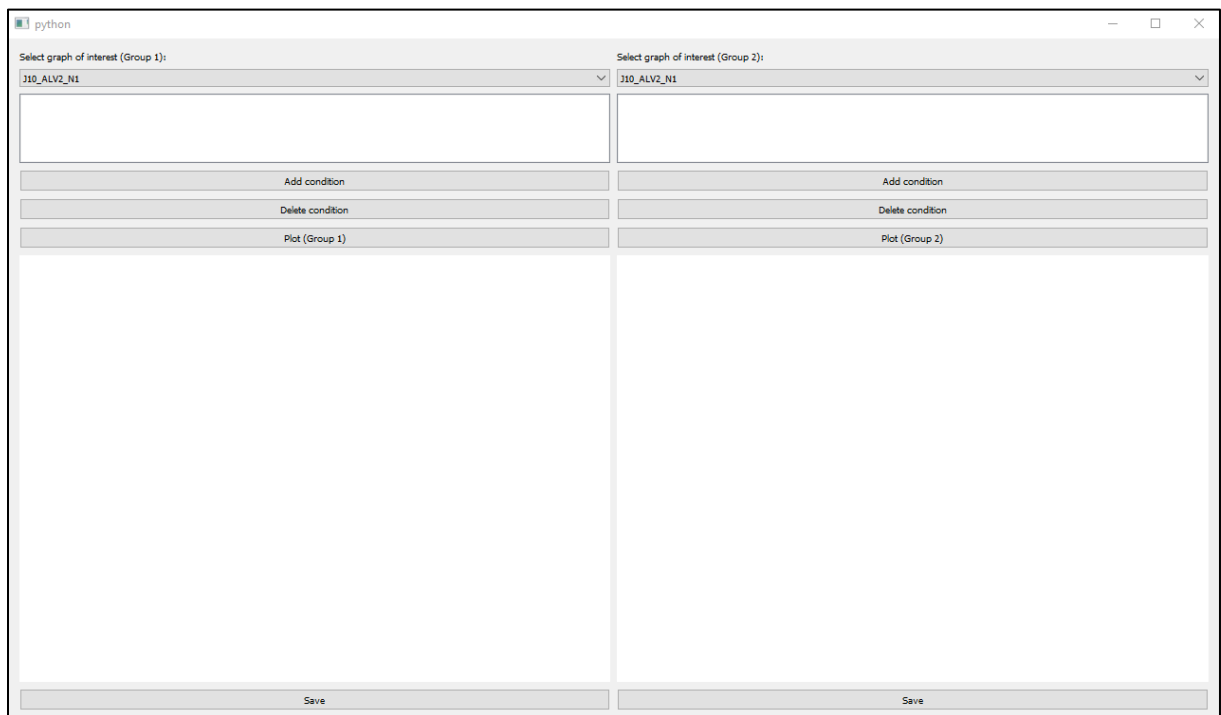 python
Select graph of interest (Group 1):
J10_ALV2_N1
Add condition
Delete condition
Plot (Group 1)
Save
Select graph of interest (Group 2):
J10_ALV2_N1
Add condition
Delete condition
Plot (Group 2)
Save